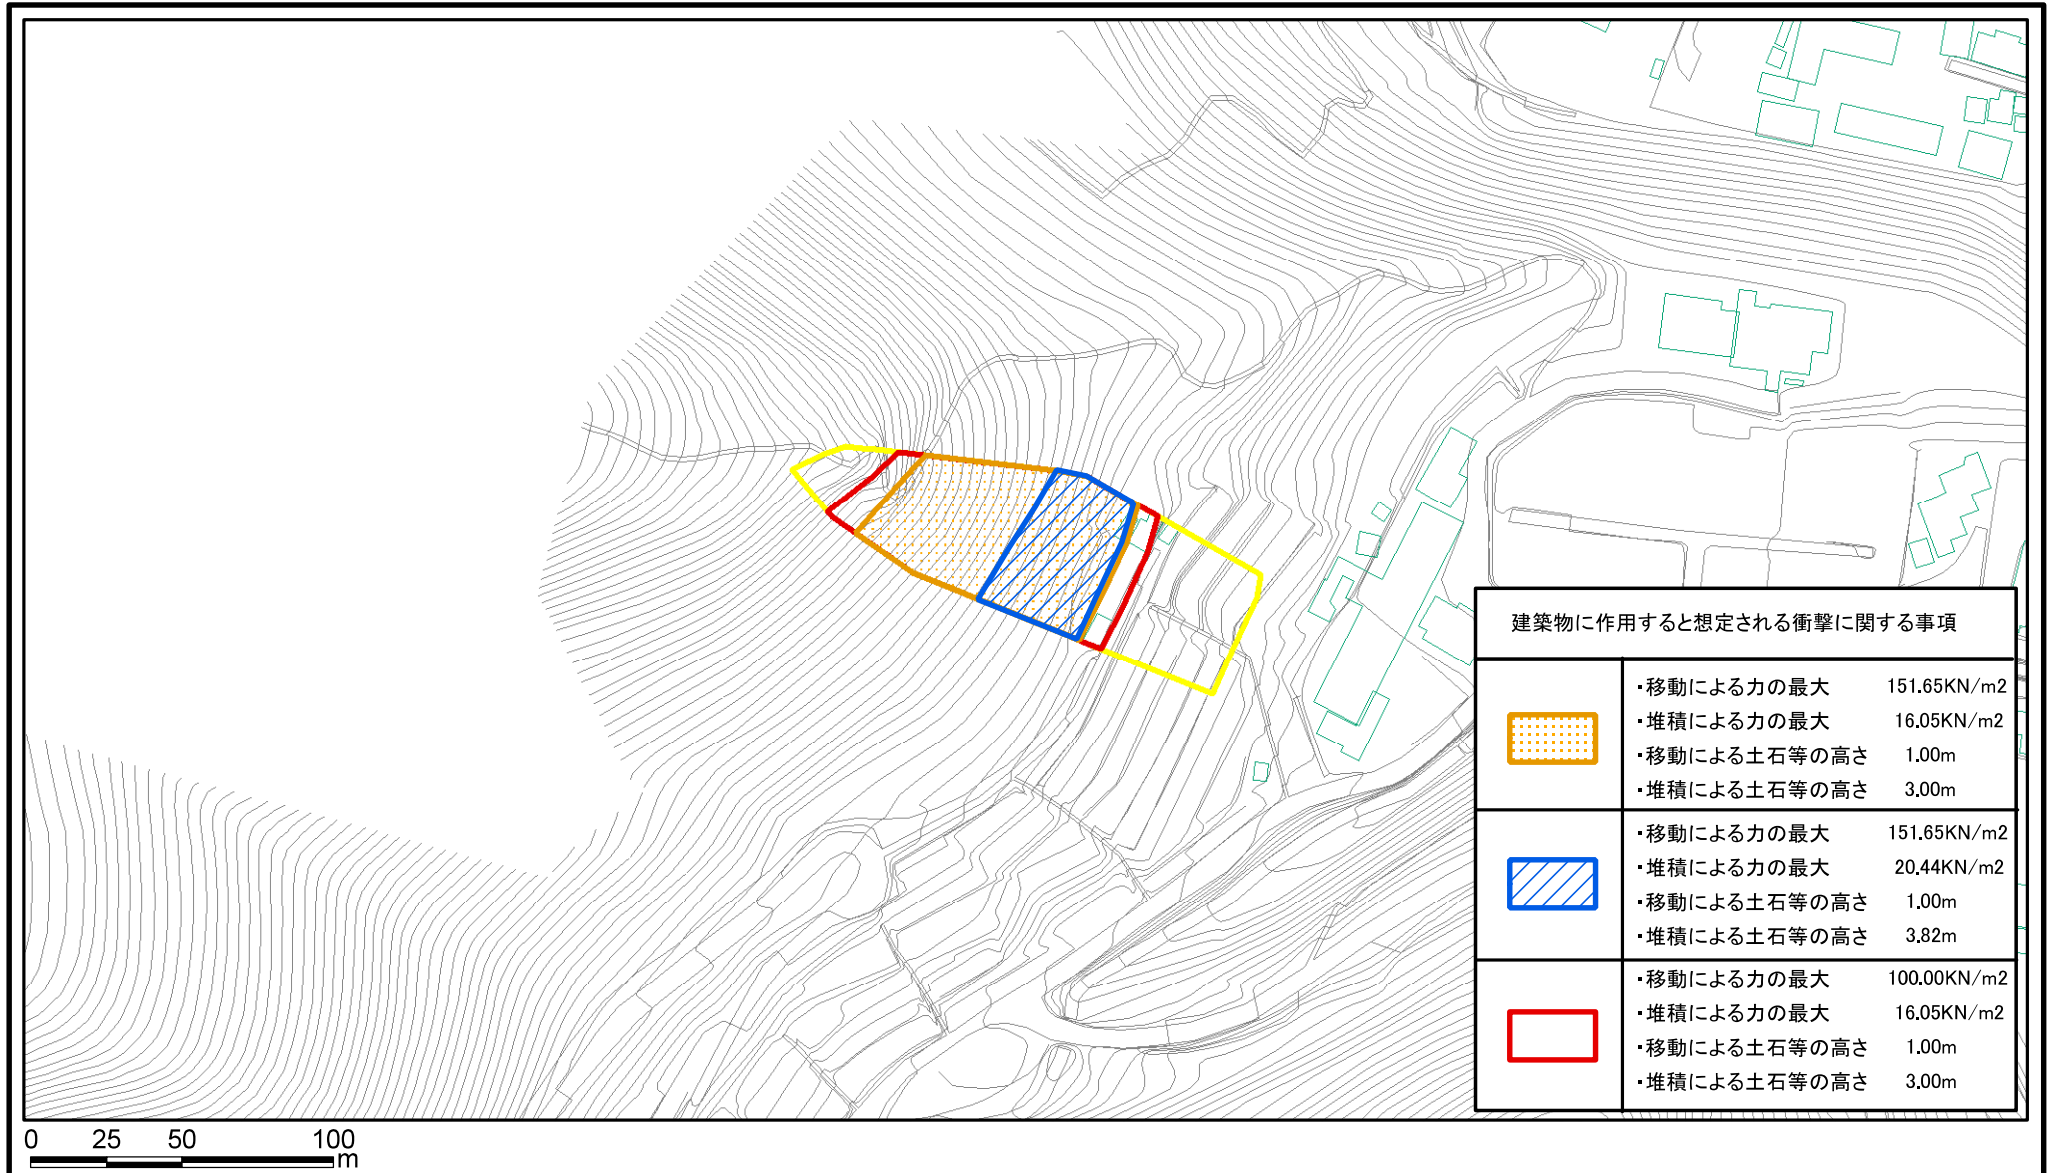 建築物に作用すると想定される衝撃に関する事項
・移動による力の最大 151.65KN/m2
・堆積による力の最大 16.05KN/m2
・移動による土石等の高さ 1.00m
・堆積による土石等の高さ 3.00m
・移動による力の最大 151.65KN/m2
・堆積による力の最大 20.44KN/m2
・移動による土石等の高さ 1.00m
・堆積による土石等の高さ 3.82m
・移動による力の最大 100.00KN/m2
・堆積による力の最大 16.05KN/m2
・移動による土石等の高さ 1.00m
・堆積による土石等の高さ 3.00m
0 25 50 100
m